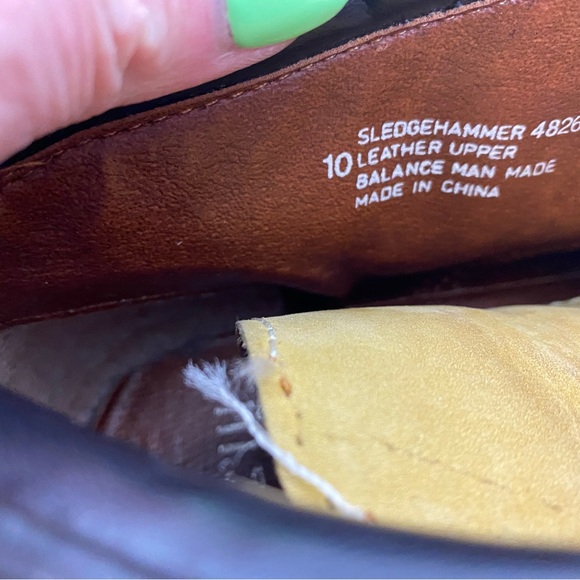 SLEDGEHAMMER 4826
10 LEATHER UPPER
BALANCE MAN MADE
MADE IN CHINA